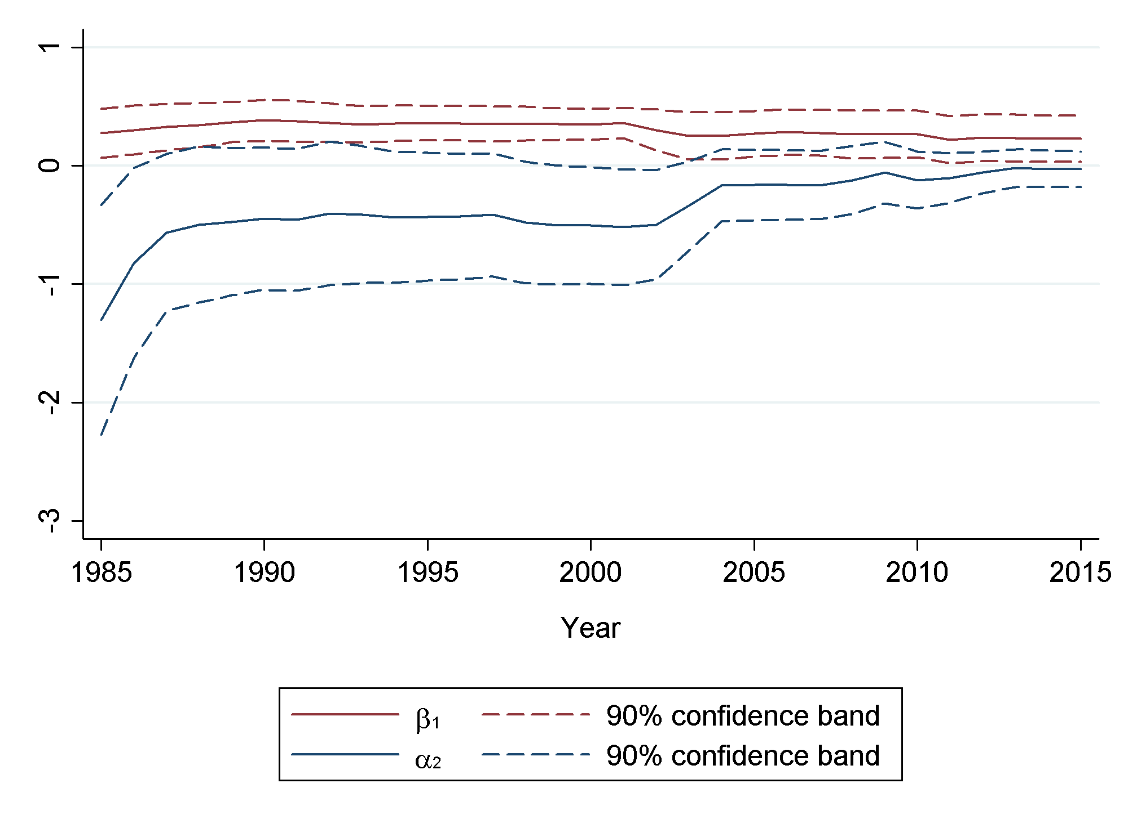 1
0
-1
-2
-3
1985 1990 1995 2000 2005 2010 2015
Year
β₁ 90% confidence band
α₂ 90% confidence band